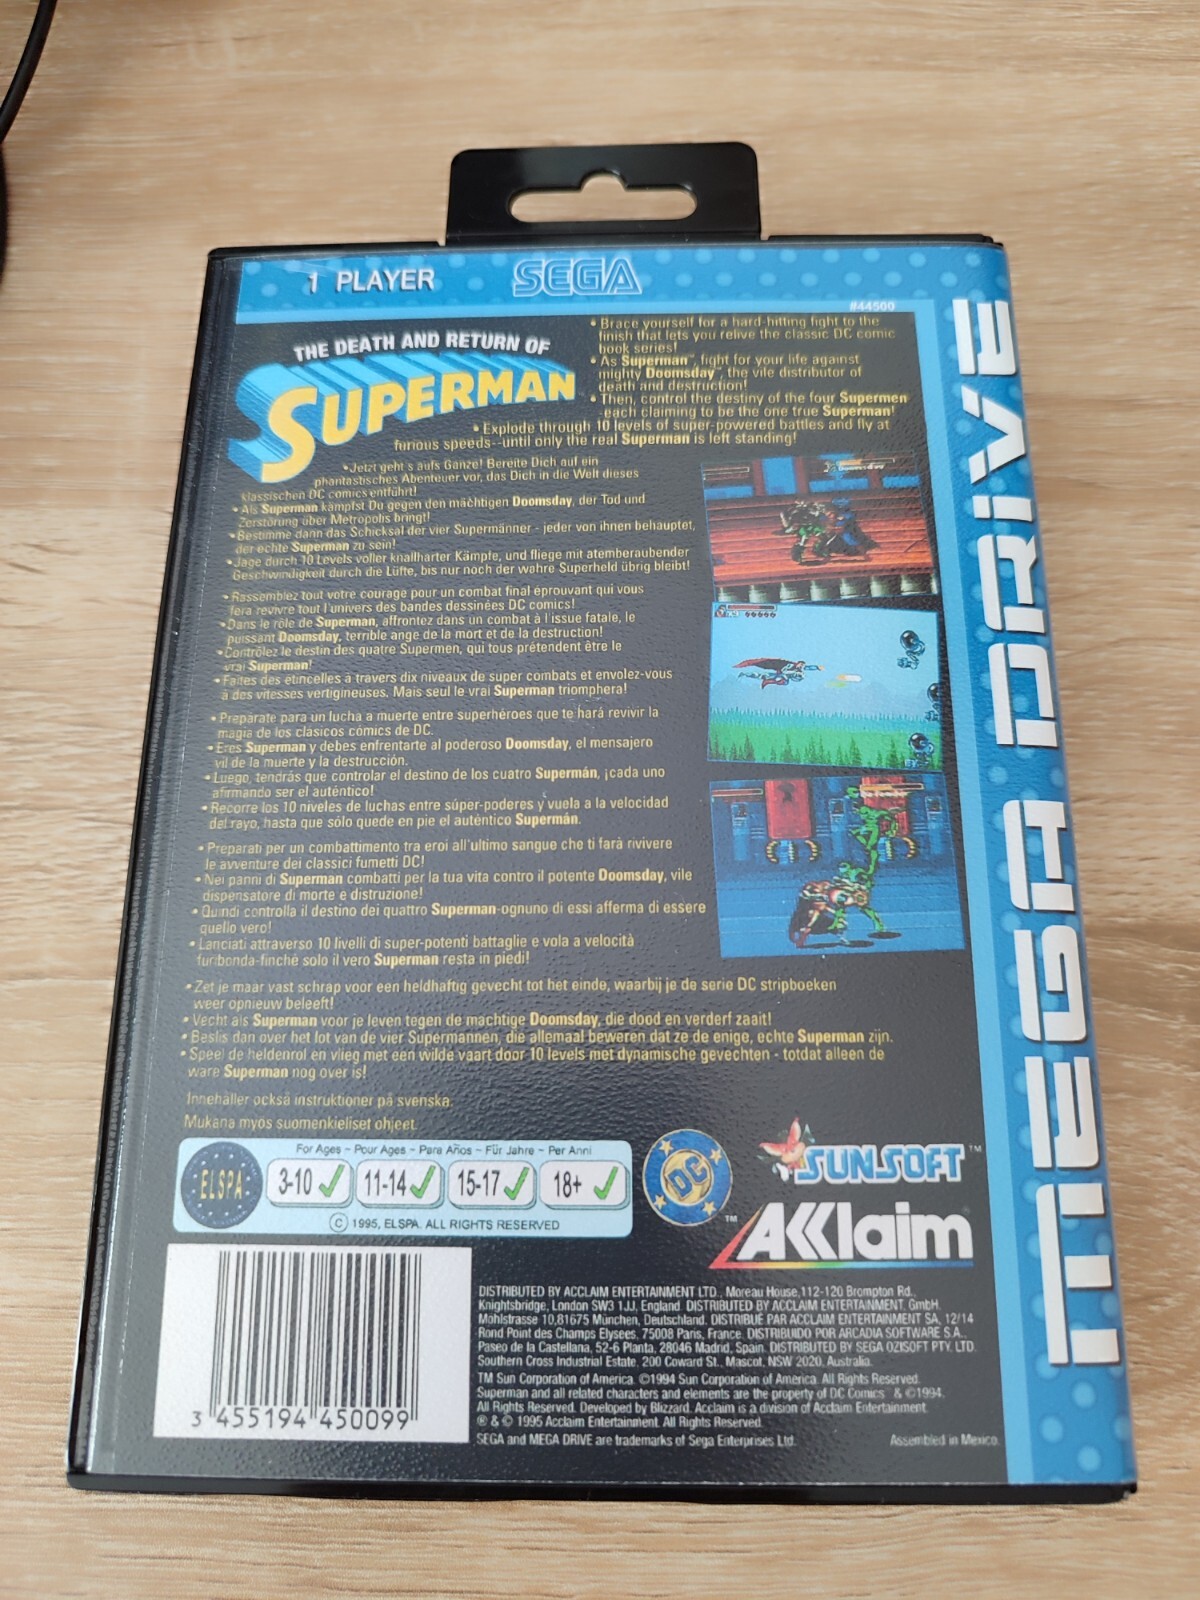 1 PLAYER
SEGA
#44500
THE DEATH AND RETURN OF
SUPERMAN
• Brace yourself for a hard-hitting fight to the
finish that lets you relive the classic DC comic
book series!
• As Superman™, fight for your life against
mighty Doomsday™, the vile distributor of
death and destruction!
• Then, control the destiny of the four Supermen
-each claiming to be the one true Superman!
• Explode through 10 levels of super-powered battles and fly at
furious speeds--until only the real Superman is left standing!
• Jetzt geht's aufs Ganze! Bereite Dich auf ein
phantastisches Abenteuer vor, das Dich in die Welt dieses
klassischen DC comics entführt!
• Als Superman kämpfst Du gegen den mächtigen Doomsday, der Tod und
Zerstörung über Metropolis bringt!
• Bestimme dann das Schicksal der vier Supermänner - jeder von ihnen behauptet,
der echte Superman zu sein!
• Jage durch 10 Levels voller knallharter Kämpfe, und fliege mit atemberaubender
Geschwindigkeit durch die Lüfte, bis nur noch der wahre Superheld übrig bleibt!
• Rassemblez tout votre courage pour un combat final éprouvant qui vous
fera revivre tout l'univers des bandes dessinées DC comics!
• Dans le rôle de Superman, affrontez dans un combat à l'issue fatale, le
puissant Doomsday, terrible ange de la mort et de la destruction!
• Contrôlez le destin des quatre Supermen, qui tous prétendent être le
vrai Superman!
• Faites des étincelles à travers dix niveaux de super combats et envolez-vous
à des vitesses vertigineuses. Mais seul le vrai Superman triomphera!
• Preparate para un lucha a muerte entre superhéroes que te hará revivir la
magia de los clásicos cómics de DC.
• Eres Superman y debes enfrentarte al poderoso Doomsday, el mensajero
vil de la muerte y la destrucción.
• Luego, tendrás que controlar el destino de los cuatro Supermán, ¡cada uno
afirmando ser el auténtico!
• Recorre los 10 niveles de luchas entre súper-poderes y vuela a la velocidad
del rayo, hasta que sólo quede en pie el auténtico Supermán.
• Preparati per un combattimento tra eroi all'ultimo sangue che ti farà rivivere
le avventure dei classici fumetti DC!
• Nei panni di Superman combatti per la tua vita contro il potente Doomsday, vile
dispensatore di morte e distruzione!
• Quindi controlla il destino dei quattro Superman-ognuno di essi afferma di essere
quello vero!
• Lanciati attraverso 10 livelli di super-potenti battaglie e vola a velocità
furibonda-finché solo il vero Superman resta in piedi!
• Zet je maar vast schrap voor een heldhaftig gevecht tot het einde, waarbij je de serie DC stripboeken
weer opnieuw beleeft!
• Vecht als Superman voor je leven tegen de machtige Doomsday, die dood en verderf zaait!
• Beslis dan over het lot van de vier Supermannen, die allemaal beweren dat ze de enige, echte Superman zijn.
• Speel de heldenrol en vlieg met een wilde vaart door 10 levels met dynamische gevechten - totdat alleen de
ware Superman nog over is!
Innehåller också instruktioner på svenska.
Mukana myös suomenkieliset ohjeet.
For Ages ~ Pour Ages ~ Para Años ~ Für Jahre ~ Per Anni
ELSPA
3-10 ✓ 11-14 ✓ 15-17 ✓ 18+ ✓
© 1995, ELSPA. ALL RIGHTS RESERVED
DC
™
SUNSOFT™
AKKlaim
3 455194 450099
DISTRIBUTED BY ACCLAIM ENTERTAINMENT LTD., Moreau House,112-120 Brompton Rd.,
Knightsbridge, London SW3 1JJ, England. DISTRIBUTED BY ACCLAIM ENTERTAINMENT, GmbH.
Mohlstrasse 10,81675 München, Deutschland. DISTRIBUÉ PAR ACCLAIM ENTERTAINMENT SA, 12/14
Rond Point des Champs Elysees, 75008 Paris, France. DISTRIBUIDO POR ARCADIA SOFTWARE S.A.,
Paseo de la Castellana, 52-6 Planta, 28046 Madrid, Spain. DISTRIBUTED BY SEGA OZISOFT PTY. LTD.
Southern Cross Industrial Estate, 200 Coward St., Mascot, NSW 2020, Australia.
TM Sun Corporation of America. ©1994 Sun Corporation of America. All Rights Reserved.
Superman and all related characters and elements are the property of DC Comics & ©1994.
All Rights Reserved. Developed by Blizzard. Acclaim is a division of Acclaim Entertainment.
® & © 1995 Acclaim Entertainment. All Rights Reserved.
SEGA and MEGA DRIVE are trademarks of Sega Enterprises Ltd.
Assembled in Mexico.
MEGA DRIVE